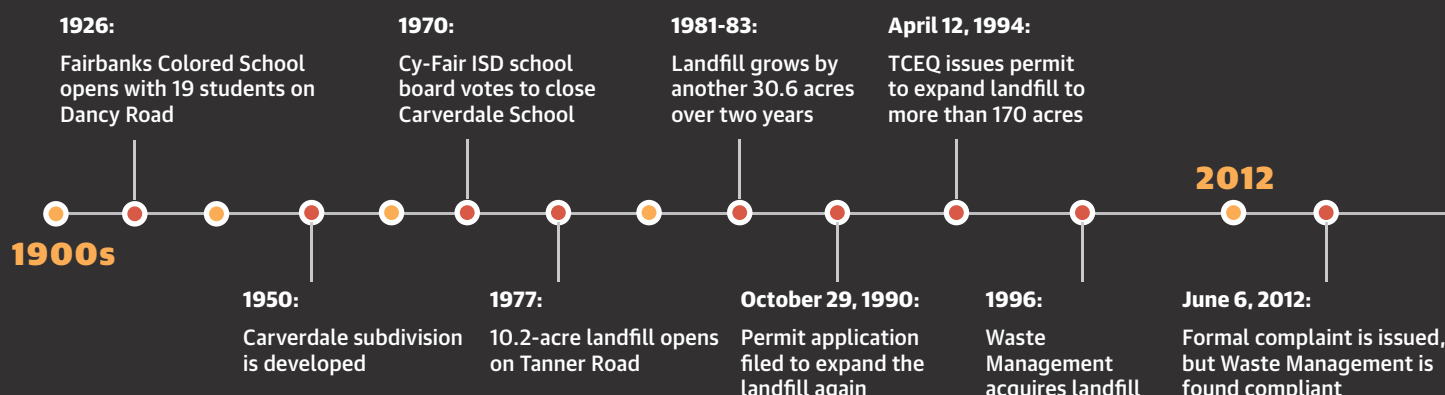 1926:
Fairbanks Colored School
opens with 19 students on
Dancy Road
1970:
Cy-Fair ISD school
board votes to close
Carverdale School
1981-83:
Landfill grows by
another 30.6 acres
over two years
April 12, 1994:
TCEQ issues permit
to expand landfill to
more than 170 acres
2012
1900s
1950:
Carverdale subdivision
is developed
1977:
10.2-acre landfill opens
on Tanner Road
October 29, 1990:
Permit application
filed to expand the
landfill again
1996:
Waste
Management
acquires landfill
June 6, 2012:
Formal complaint is issued,
but Waste Management is
found compliant